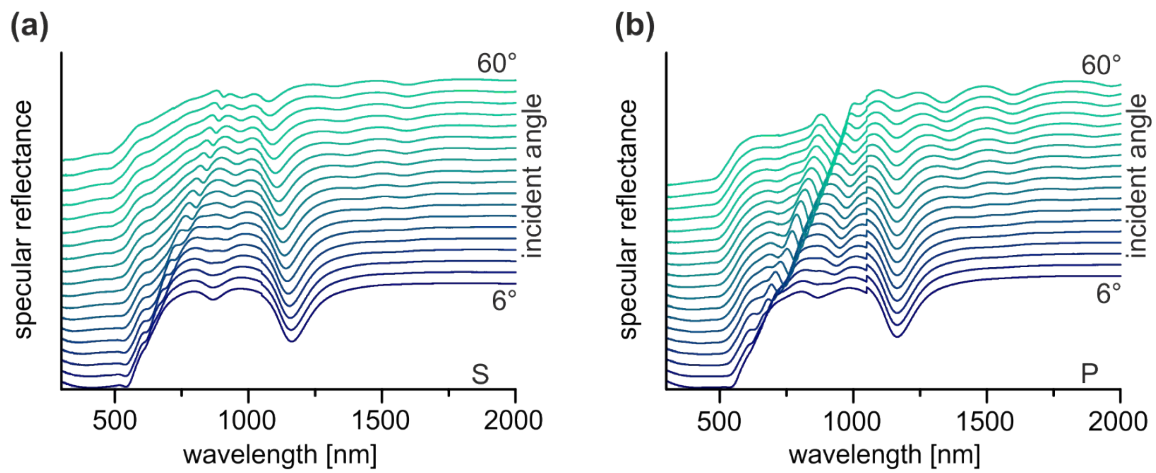 (a)
specular reflectance
60°
6°
incident angle
S
500 1000 1500 2000
wavelength [nm]
(b)
specular reflectance
60°
6°
incident angle
P
500 1000 1500 2000
wavelength [nm]